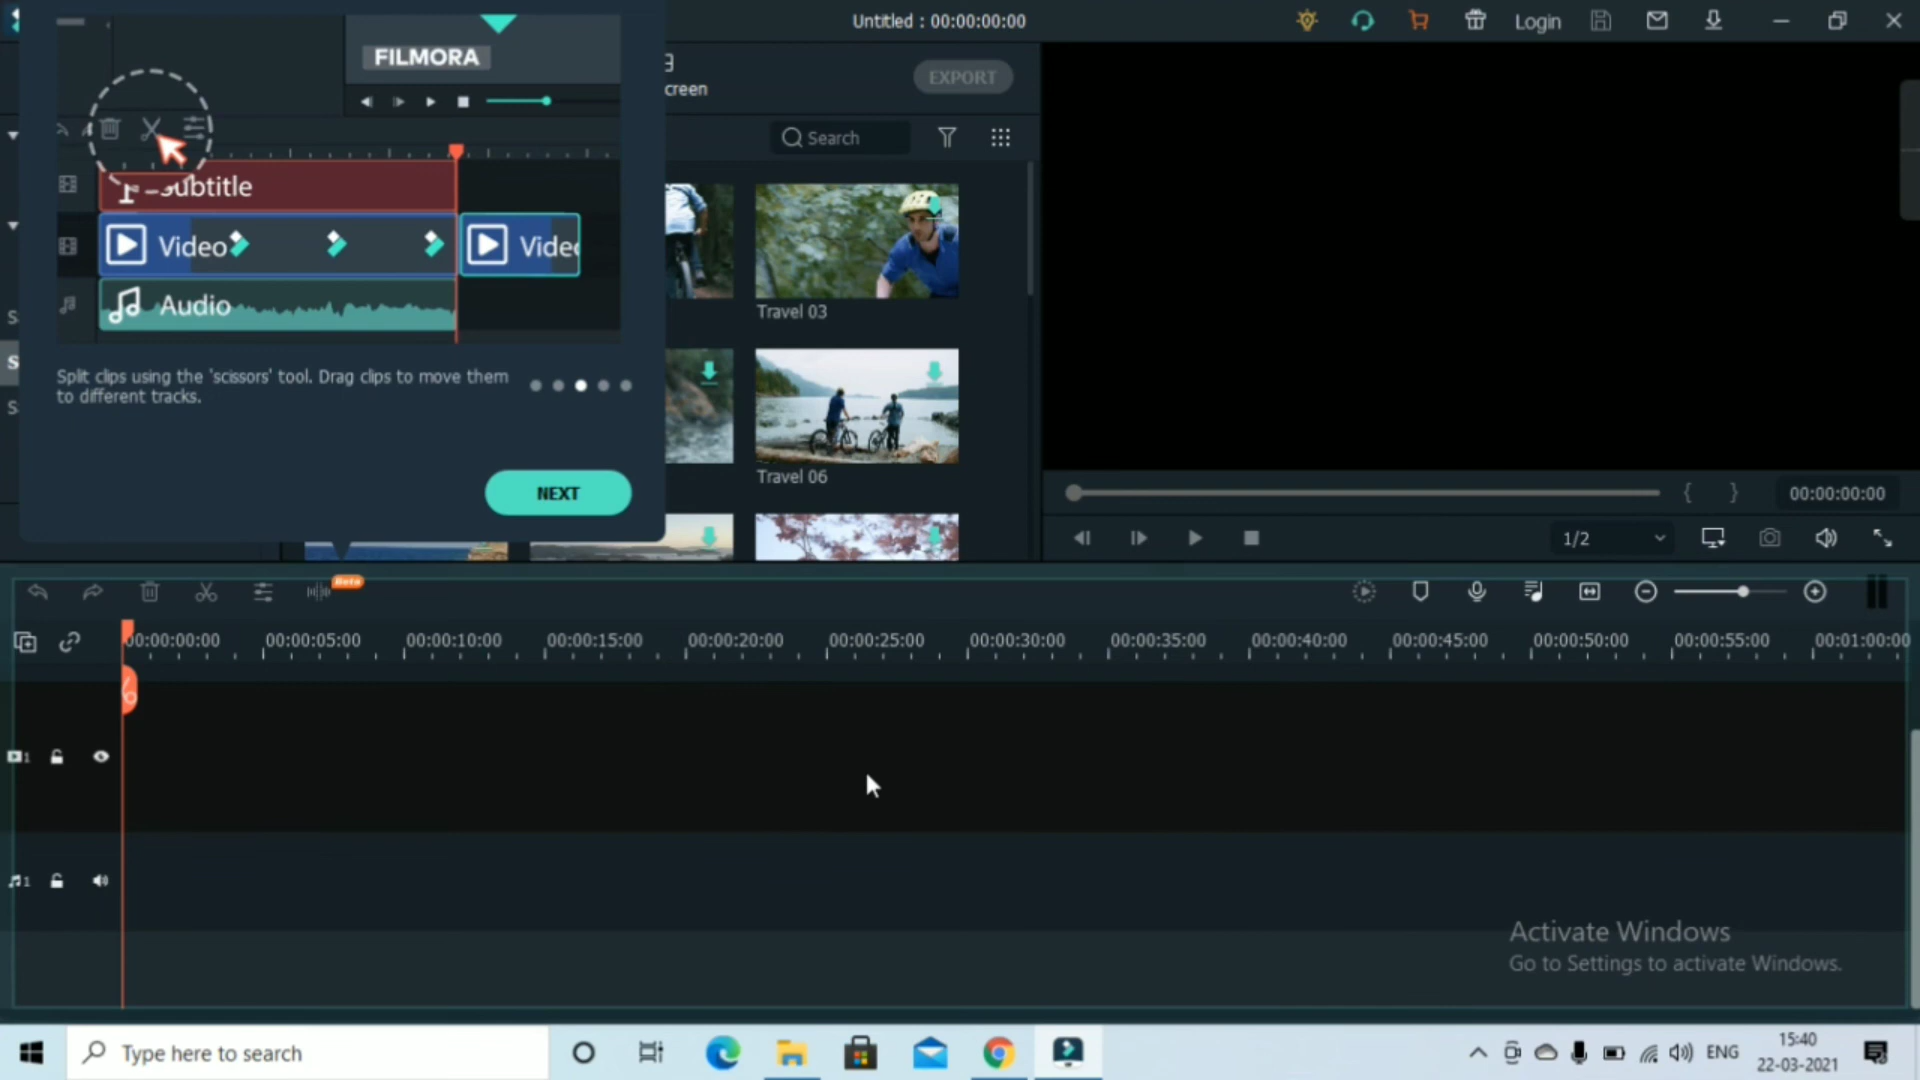 Untitled : 00:00:00:00
Login
FILMORA
creen
EXPORT
Search
Subtitle
Video
Audio
Travel 03
Split clips using the 'scissors' tool. Drag clips to move them
to different tracks.
Travel 06
NEXT
{ }
00:00:00:00
1/2
Beta
00:00:00:00 00:00:05:00 00:00:10:00 00:00:15:00 00:00:20:00 00:00:25:00 00:00:30:00 00:00:35:00 00:00:40:00 00:00:45:00 00:00:50:00 00:00:55:00 00:01:00:00
1
1
Activate Windows
Go to Settings to activate Windows.
Type here to search
ENG
15:40
22-03-2021